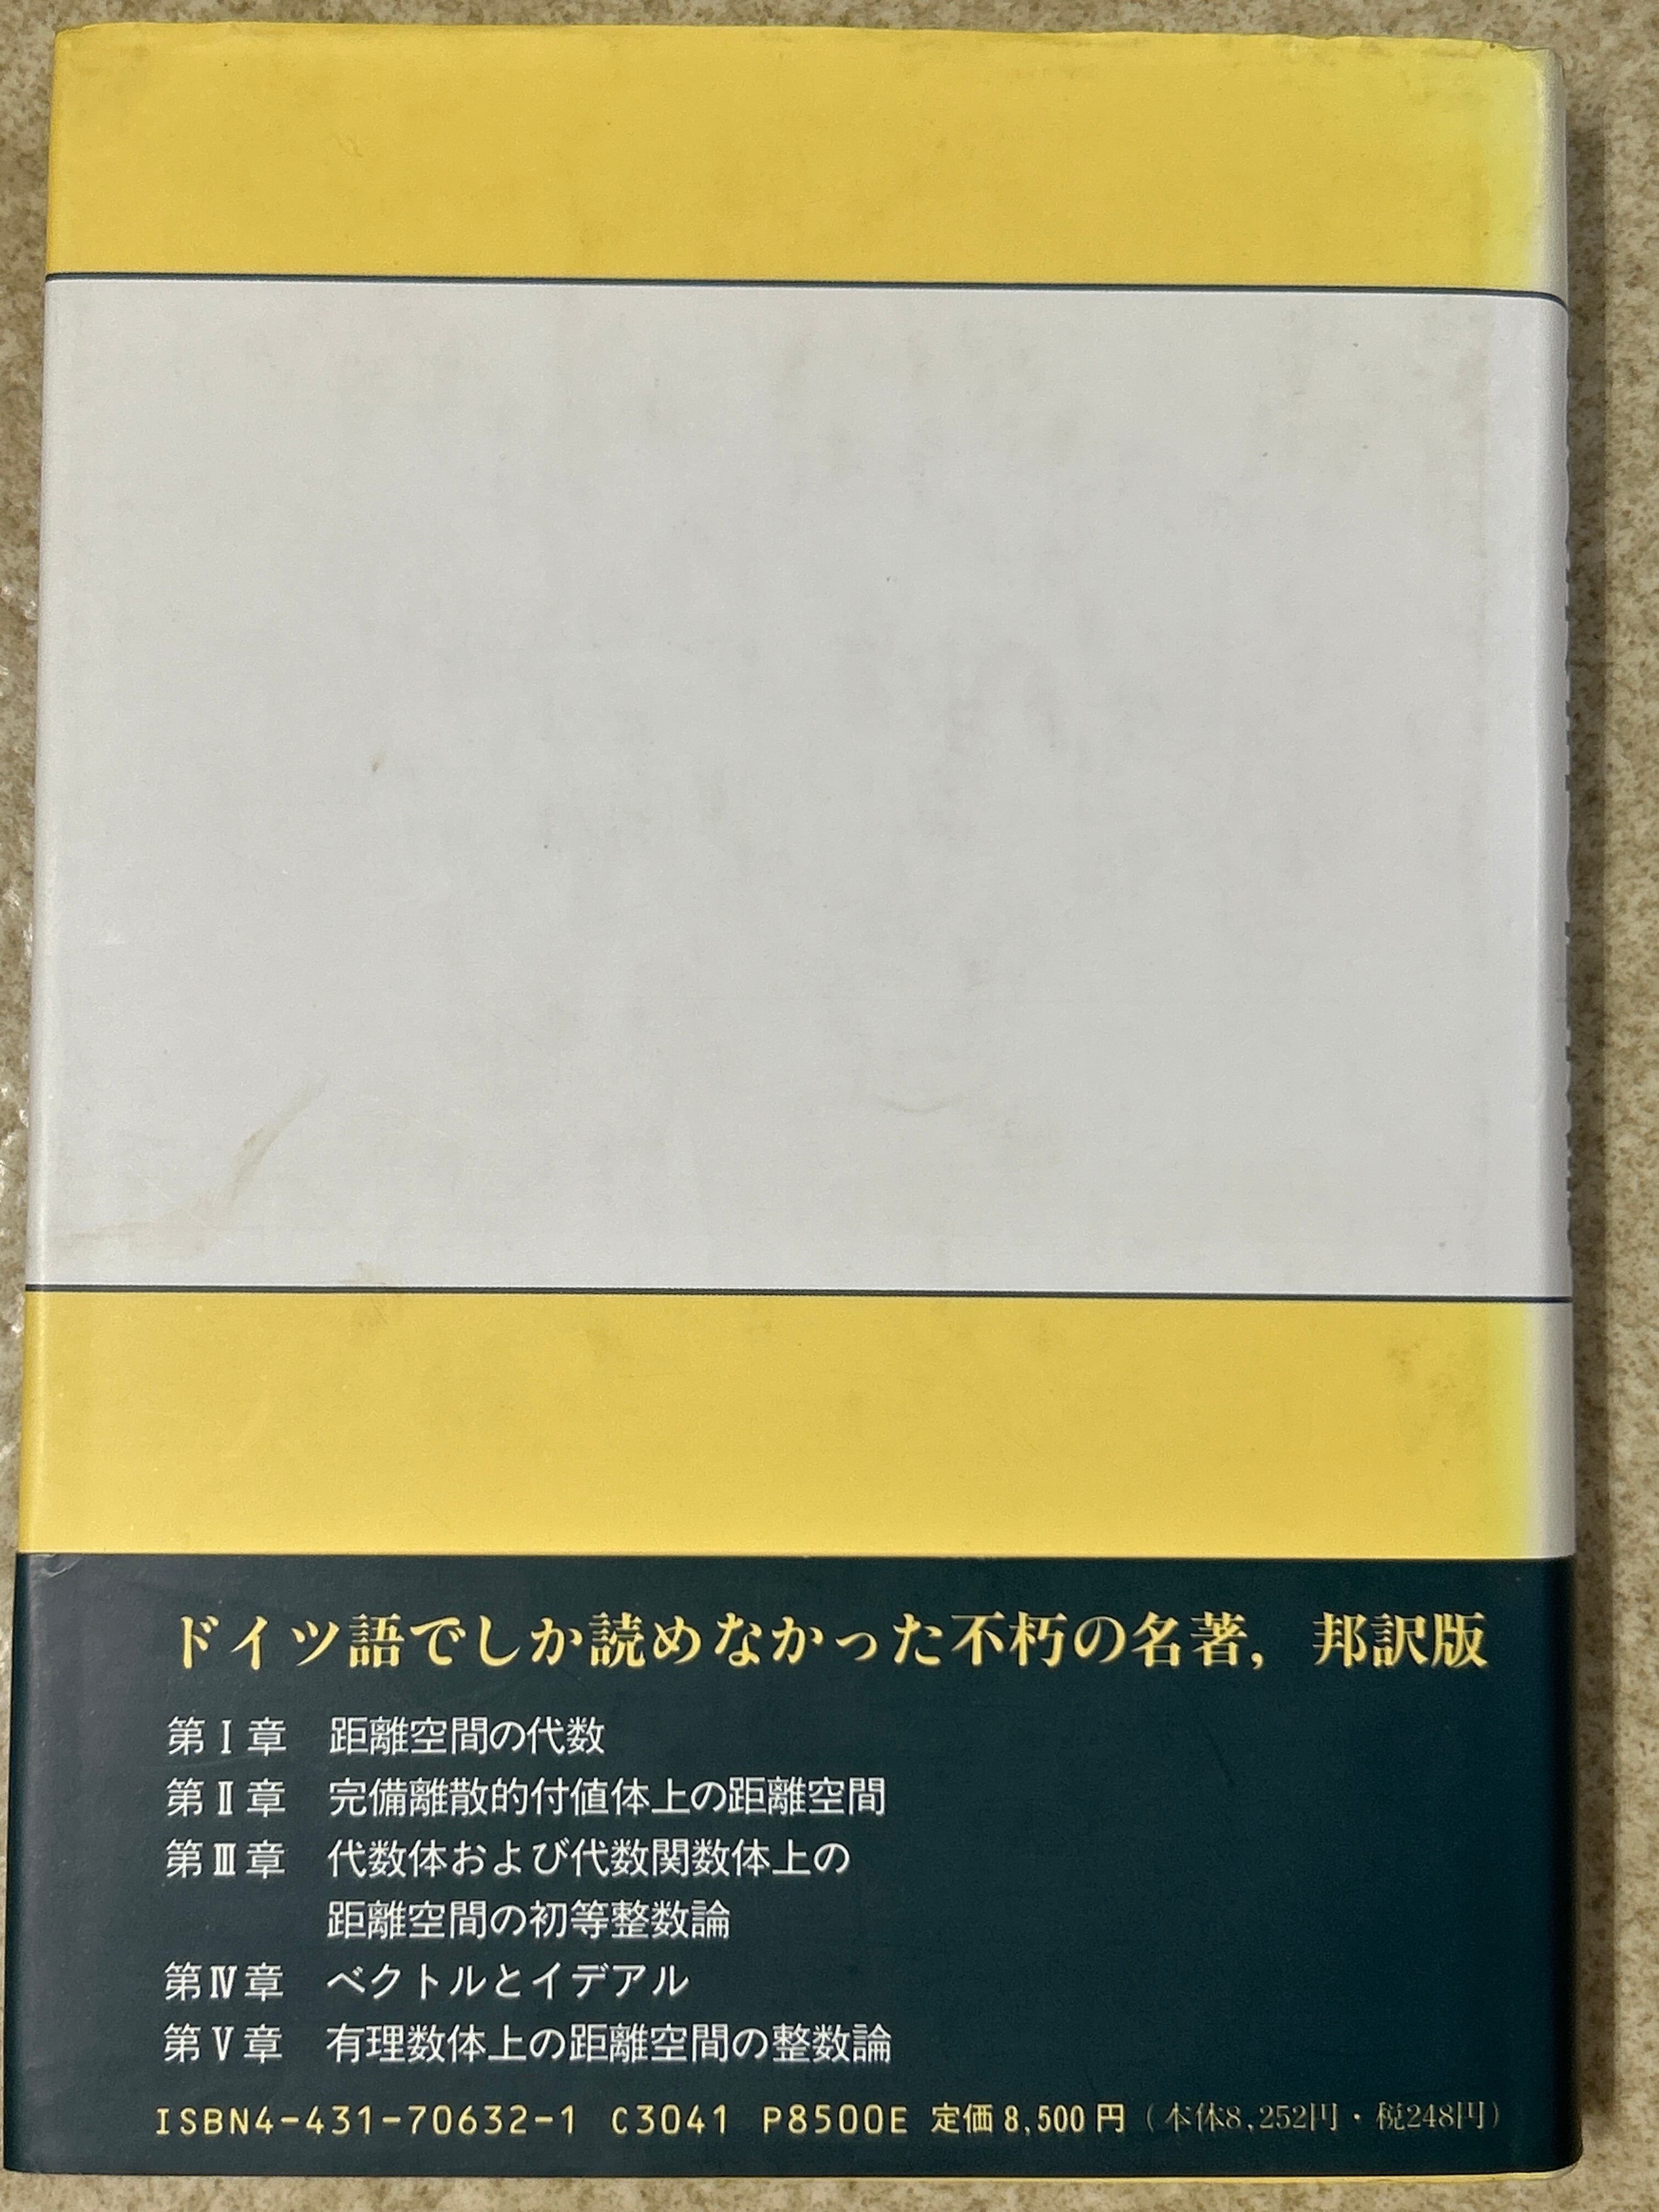 ドイツ語でしか読めなかった不朽の名著，邦訳版
第Ⅰ章 距離空間の代数
第Ⅱ章 完備離散的付値体上の距離空間
第Ⅲ章 代数体および代数関数体上の
距離空間の初等整数論
第Ⅳ章 ベクトルとイデアル
第Ⅴ章 有理数体上の距離空間の整数論
ISBN4-431-70632-1 C3041 P8500E 定価8,500円（本体8,252円・税248円）